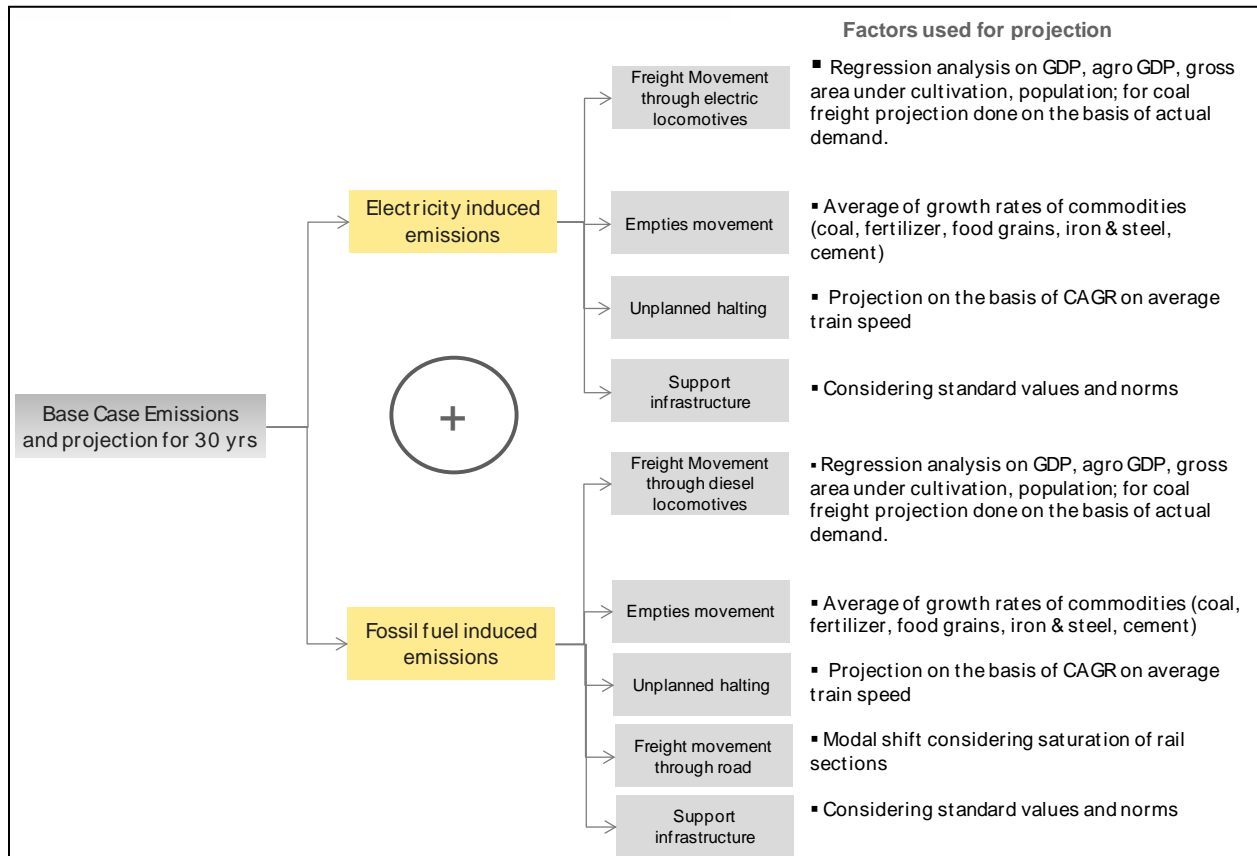 Factors used for projection
Freight Movement
through electric
locomotives
▪ Regression analysis on GDP, agro GDP, gross
area under cultivation, population; for coal
freight projection done on the basis of actual
demand.
Electricity induced
emissions
Empties movement
▪ Average of growth rates of commodities
(coal, fertilizer, food grains, iron & steel,
cement)
Unplanned halting
▪ Projection on the basis of CAGR on average
train speed
Support
infrastructure
▪ Considering standard values and norms
Base Case Emissions
and projection for 30 yrs
+
Freight Movement
through diesel
locomotives
▪ Regression analysis on GDP, agro GDP, gross
area under cultivation, population; for coal
freight projection done on the basis of actual
demand.
Fossil fuel induced
emissions
Empties movement
▪ Average of growth rates of commodities (coal,
fertilizer, food grains, iron & steel, cement)
Unplanned halting
▪ Projection on the basis of CAGR on average
train speed
Freight movement
through road
▪ Modal shift considering saturation of rail
sections
Support
infrastructure
▪ Considering standard values and norms